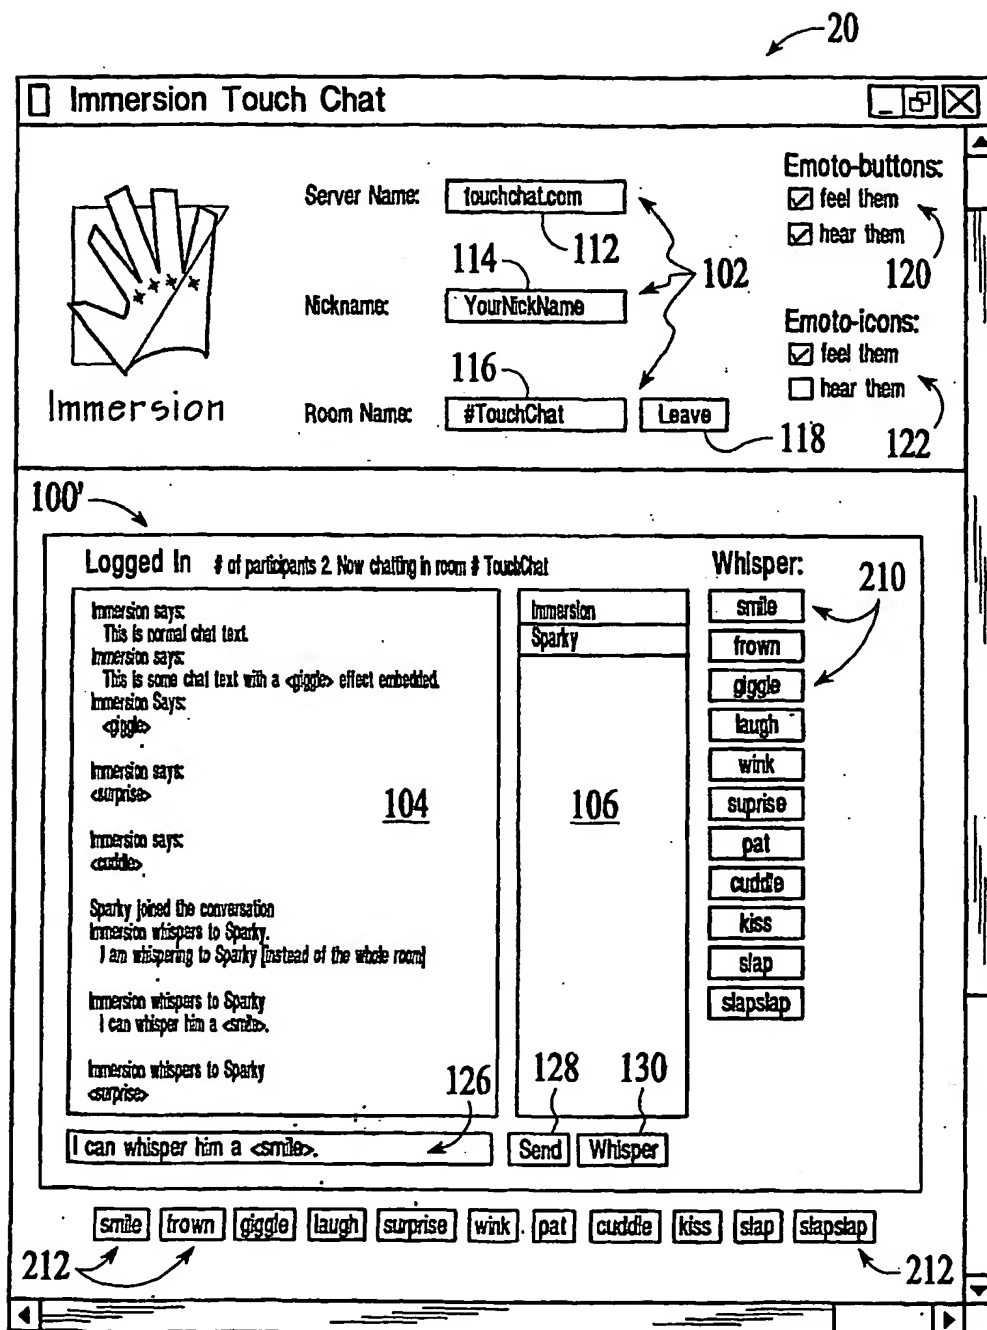 20
Immersion Touch Chat
Emoto-buttons:
feel them
hear them
120
Server Name:
touchchat.com
112
102
114
Nickname:
YourNickName
Emoto-icons:
feel them
hear them
122
116
Immersion
Room Name:
#TouchChat
Leave
118
100'
Logged In # of participants 2. Now chatting in room # TouchChat
Whisper:
210
Immersion says:
This is normal chat text.
Immersion says:
This is some chat text with a <giggle> effect embedded.
Immersion Says:
<giggle>
Immersion says:
<surprise>
Immersion says:
<cuddle>
Sparky joined the conversation
Immersion whispers to Sparky.
I am whispering to Sparky [instead of the whole room]
Immersion whispers to Sparky
I can whisper him a <smile>.
Immersion whispers to Sparky
<surprise>
104
Immersion
Sparky
106
smile
frown
giggle
laugh
wink
suprise
pat
cuddle
kiss
slap
slapslap
126
128
130
I can whisper him a <smile>.
Send
Whisper
smile frown giggle laugh surprise wink pat cuddle kiss slap slapslap
212
212